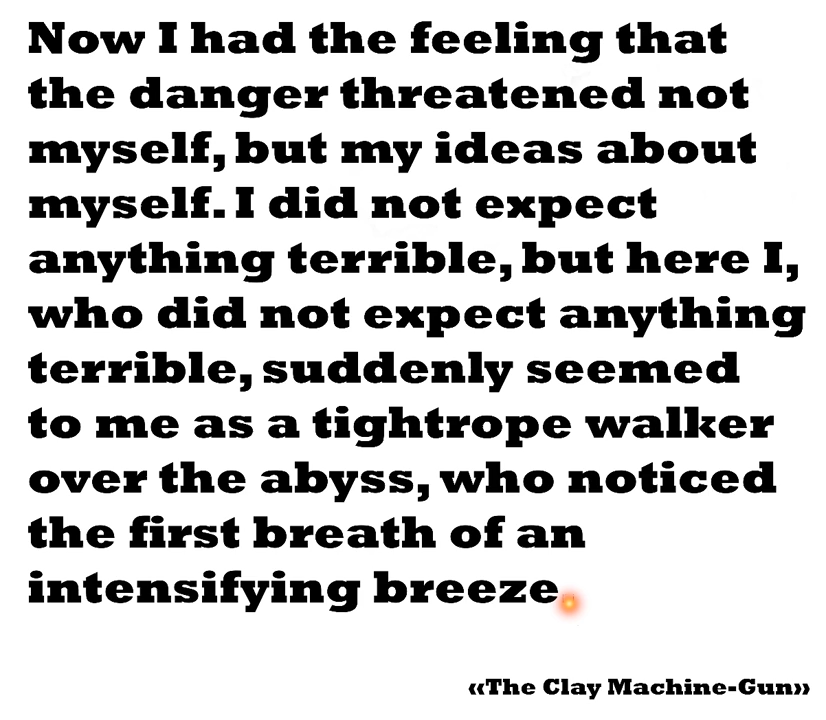 Now I had the feeling that
the danger threatened not
myself, but my ideas about
myself. I did not expect
anything terrible, but here I,
who did not expect anything
terrible, suddenly seemed
to me as a tightrope walker
over the abyss, who noticed
the first breath of an
intensifying breeze.
«The Clay Machine-Gun»